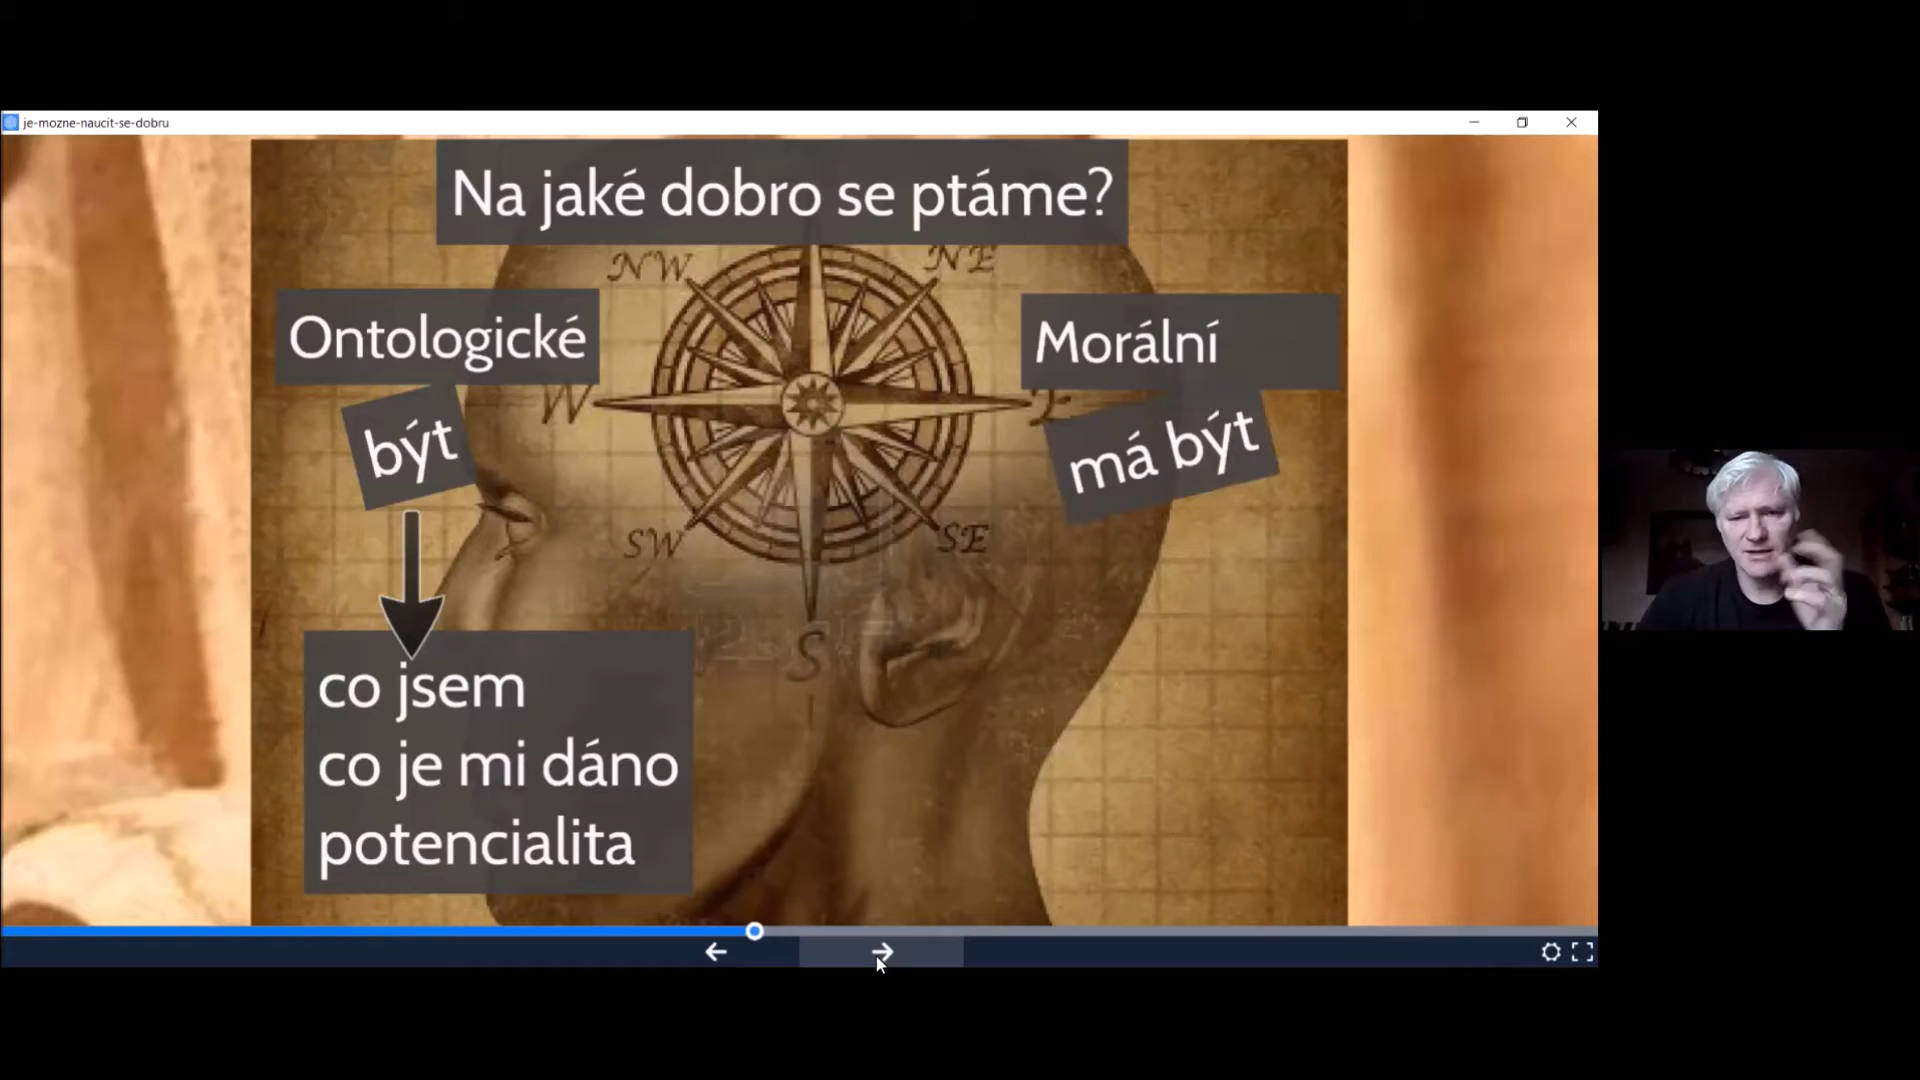 je-mozne-naucit-se-dobru
Na jaké dobro se ptáme?
NW
NE
Ontologické
Morální
W
E
být
má být
SW
SE
S
co jsem
co je mi dáno
potencialita